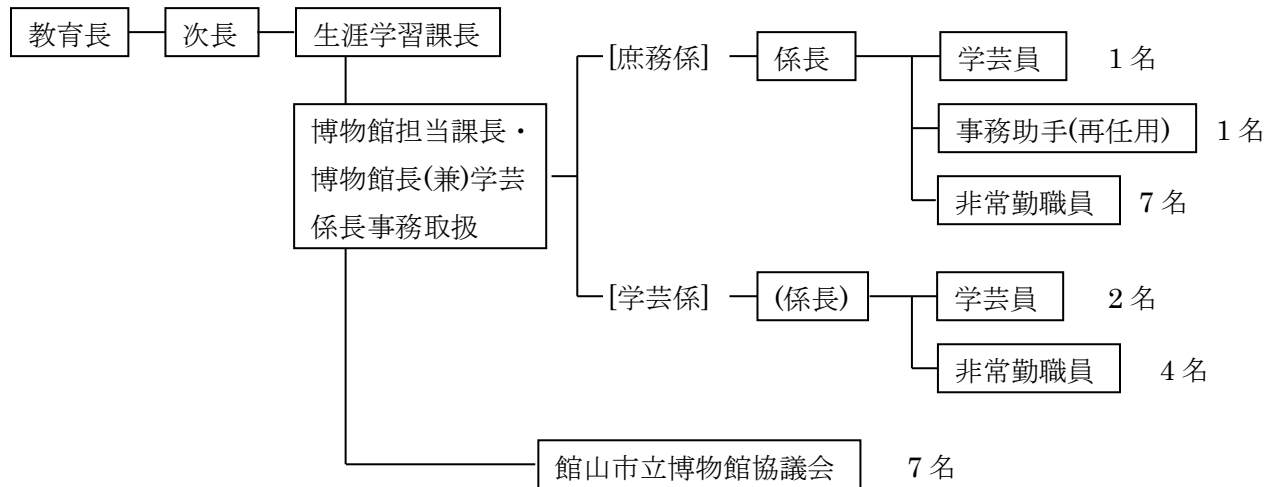 教育長 次長 生涯学習課長
[庶務係] 係長 学芸員 1名
博物館担当課長・
博物館長(兼)学芸
係長事務取扱
事務助手(再任用) 1名
非常勤職員 7名
[学芸係] (係長) 学芸員 2名
非常勤職員 4名
館山市立博物館協議会 7名